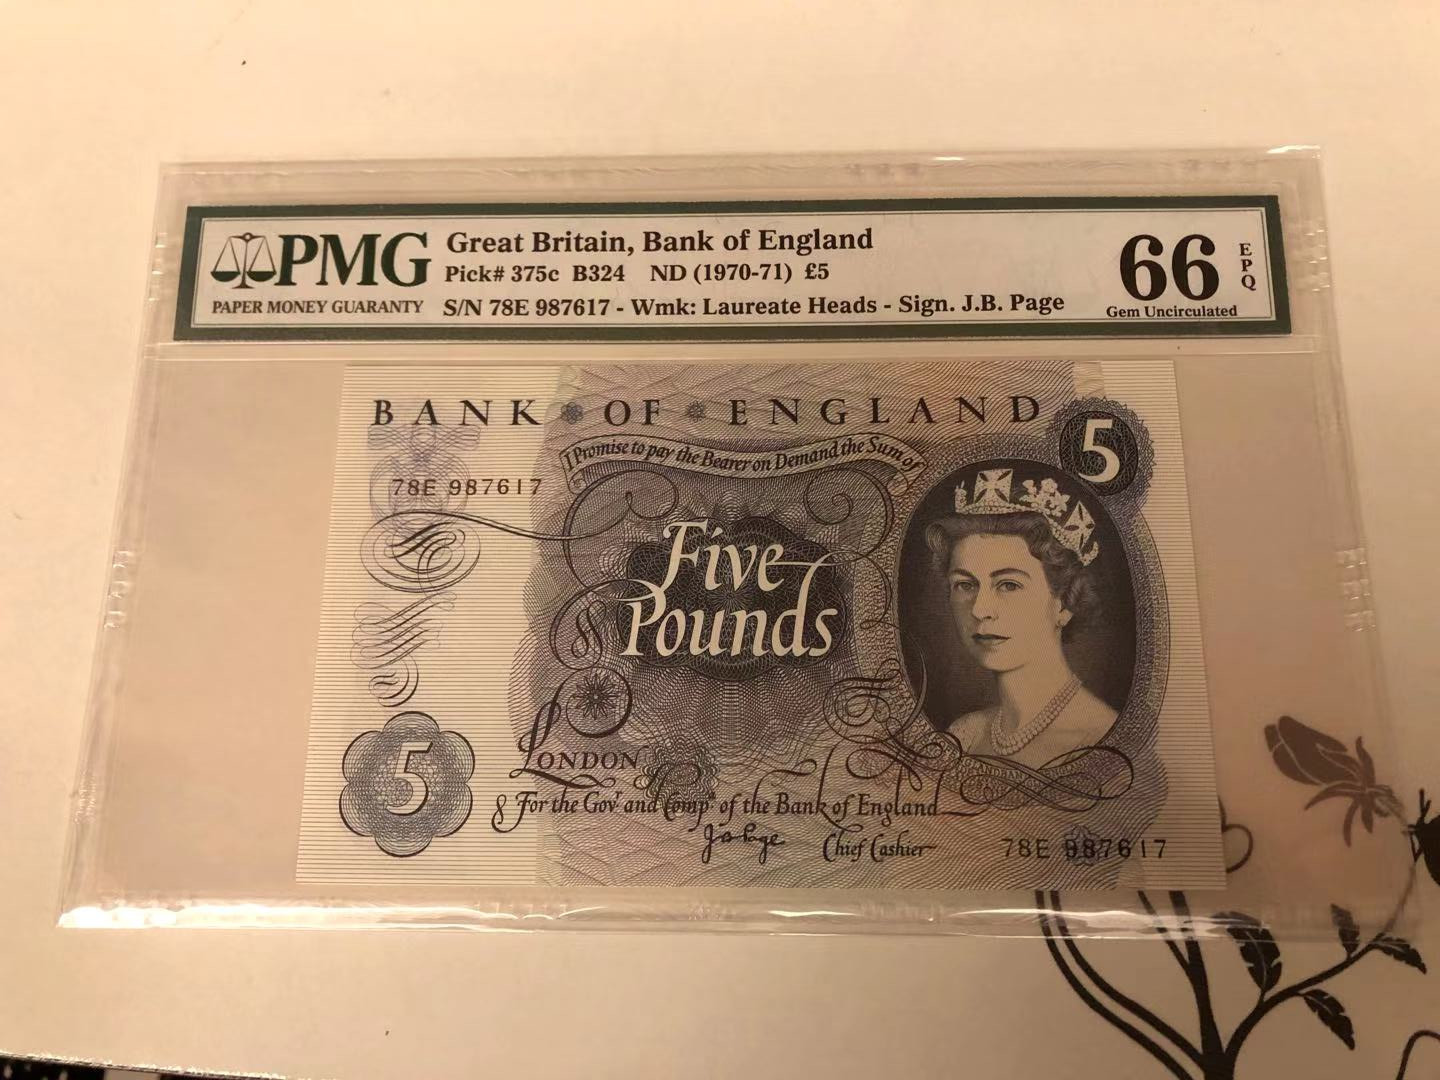 PMG
PAPER MONEY GUARANTY
Great Britain, Bank of England
Pick# 375c B324 ND (1970-71) £5
S/N 78E 987617 - Wmk: Laureate Heads - Sign. J.B. Page
66
EPQ
Gem Uncirculated
BANK OF ENGLAND
5
I Promise to pay the Bearer on Demand the Sum of
78E 987617
Five
Pounds
5
LONDON
For the Govr and Compa of the Bank of England
JBPage Chief Cashier
78E 987617